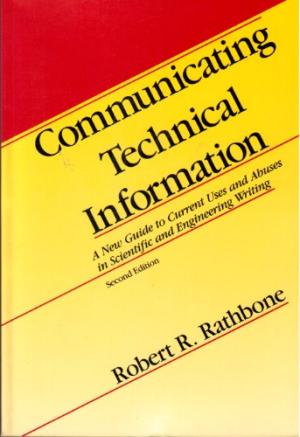 Communicating
Technical
Information
A New Guide to Current Uses and Abuses
in Scientific and Engineering Writing
Second Edition
Robert R. Rathbone